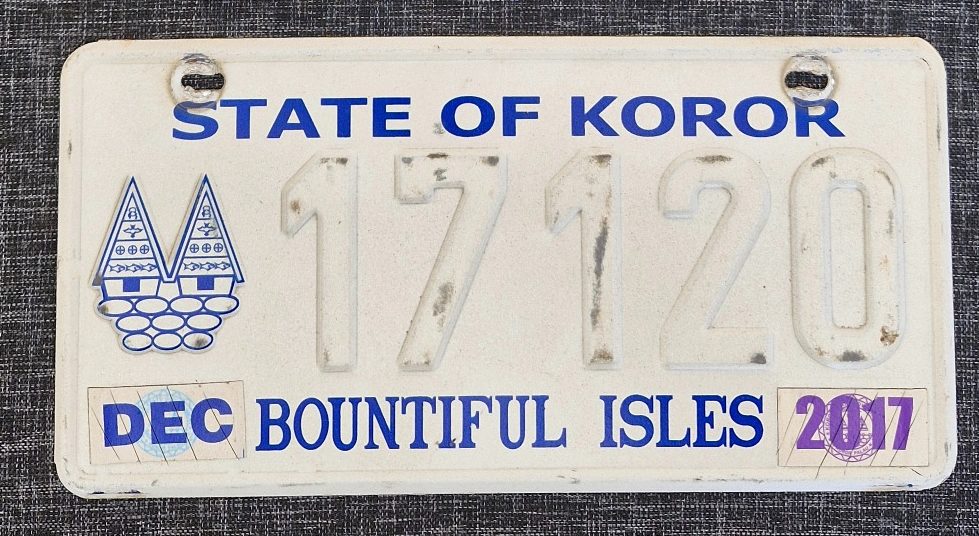 STATE OF KOROR
17120
DEC BOUNTIFUL ISLES 2017